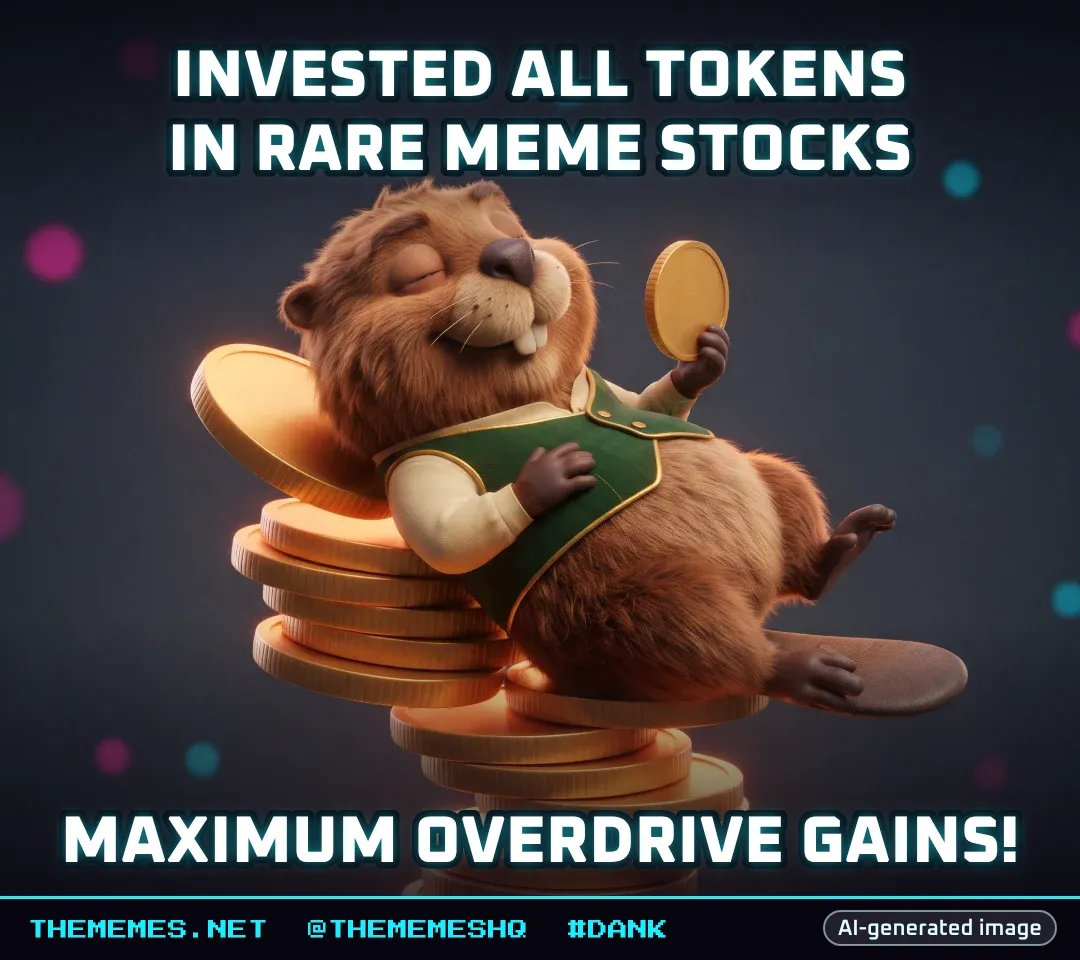 INVESTED ALL TOKENS
IN RARE MEME STOCKS
MAXIMUM OVERDRIVE GAINS!
THEMEMES.NET @THEMEMESHQ #DANK AI-generated image